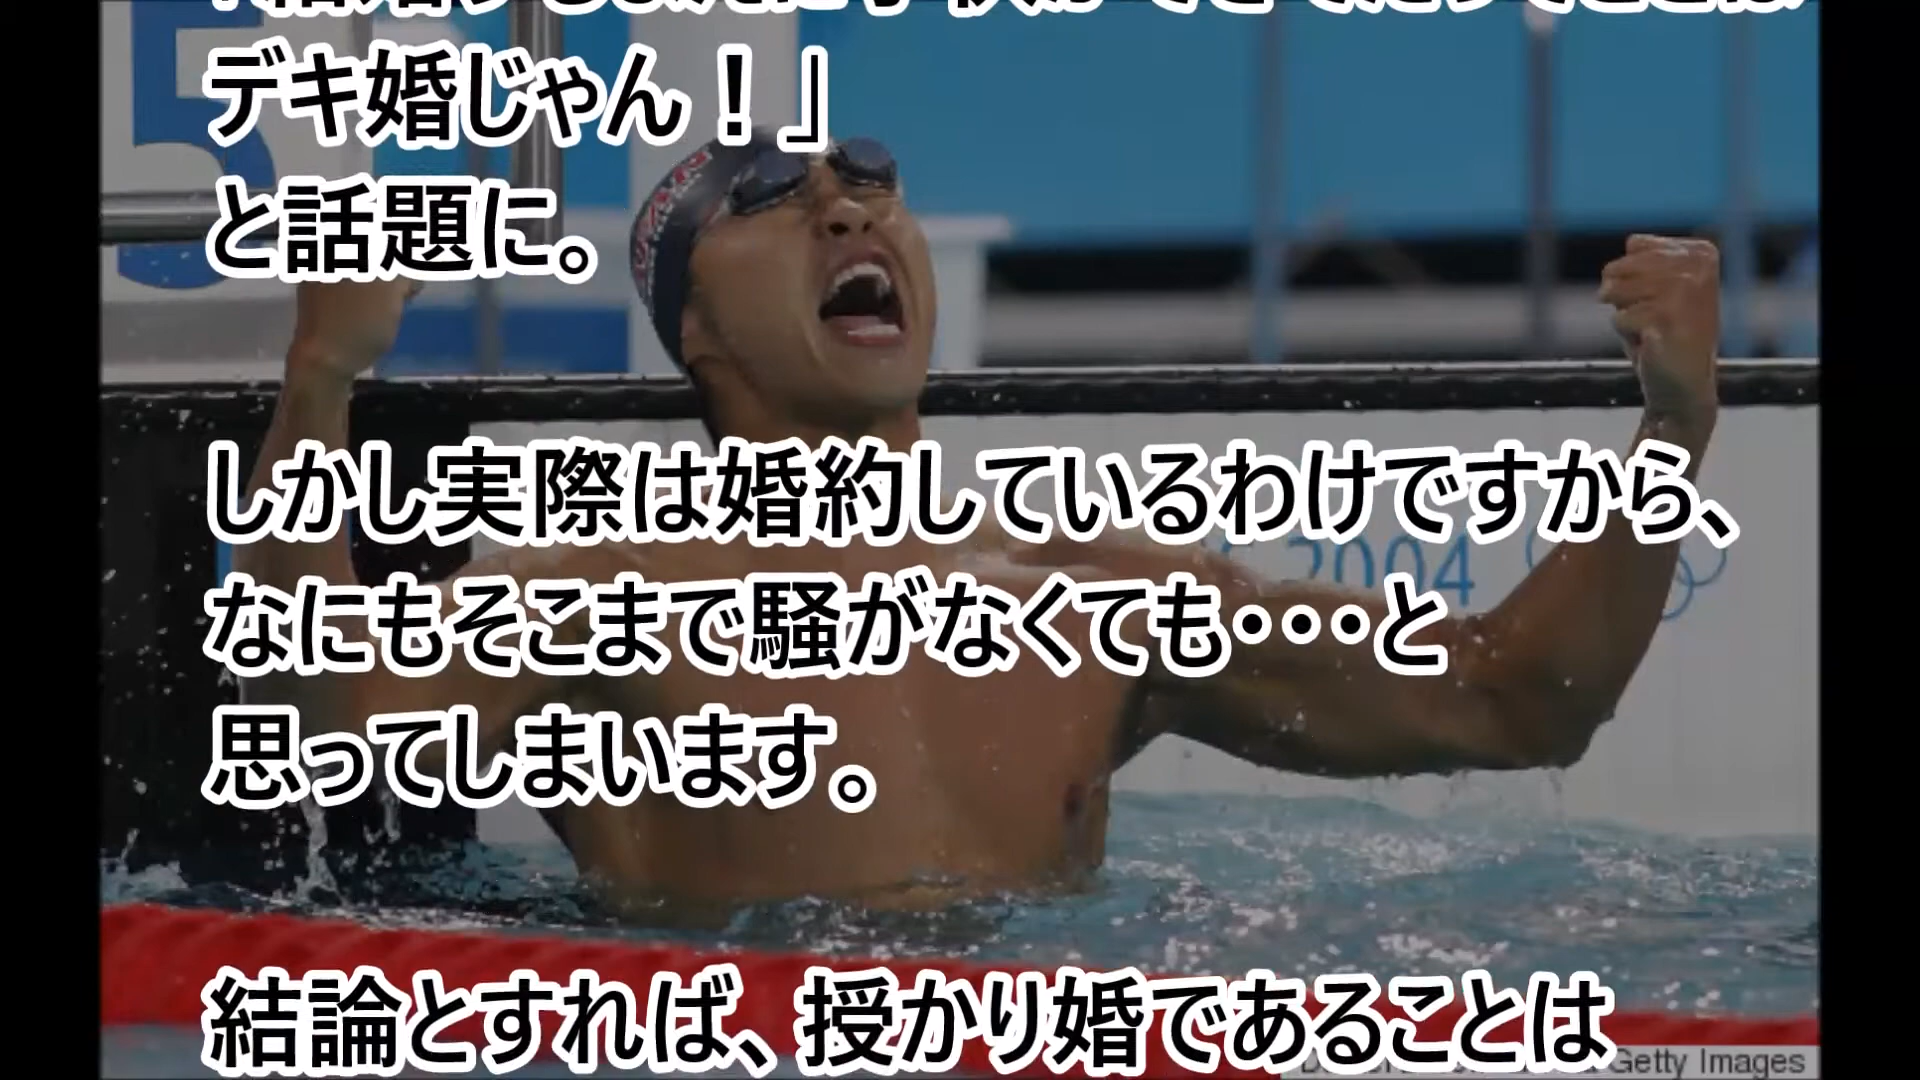 デキ婚じゃん！」
と話題に。
しかし実際は婚約しているわけですから、
なにもそこまで騒がなくても・・・と
思ってしまいます。
結論とすれば、授かり婚であることは
5
2004
Getty Images